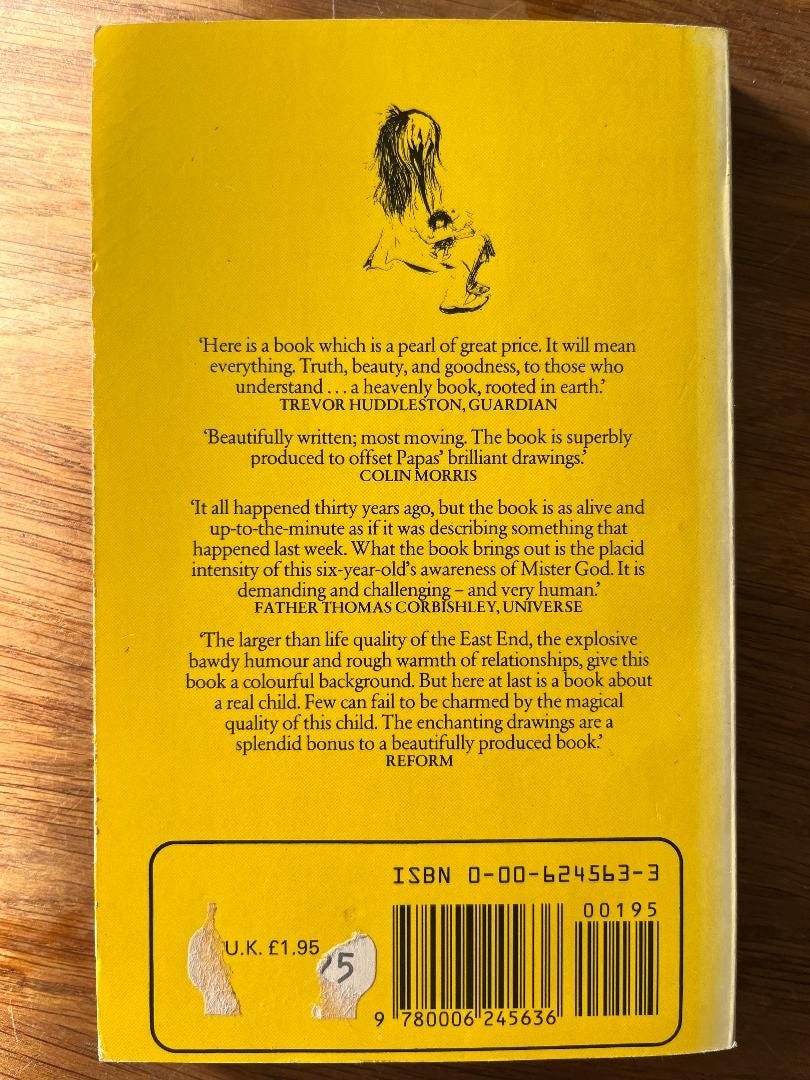 ‘Here is a book which is a pearl of great price. It will mean
everything. Truth, beauty, and goodness, to those who
understand . . . a heavenly book, rooted in earth.’
TREVOR HUDDLESTON, GUARDIAN
‘Beautifully written; most moving. The book is superbly
produced to offset Papas’ brilliant drawings.’
COLIN MORRIS
‘It all happened thirty years ago, but the book is as alive and
up-to-the-minute as if it was describing something that
happened last week. What the book brings out is the placid
intensity of this six-year-old’s awareness of Mister God. It is
demanding and challenging – and very human.’
FATHER THOMAS CORBISHLEY, UNIVERSE
‘The larger than life quality of the East End, the explosive
bawdy humour and rough warmth of relationships, give this
book a colourful background. But here at last is a book about
a real child. Few can fail to be charmed by the magical
quality of this child. The enchanting drawings are a
splendid bonus to a beautifully produced book.’
REFORM
ISBN 0-00-624563-3
00195
U.K. £1.95
5
9 780006 245636